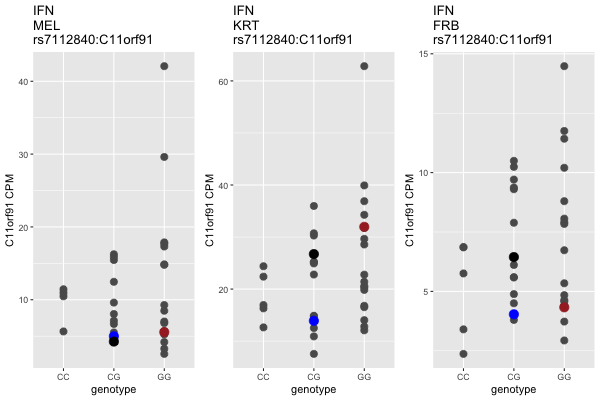 IFN
MEL
rs7112840:C11orf91
40
30
20
10
C11orf91 CPM
CC CG GG
genotype
IFN
KRT
rs7112840:C11orf91
60
40
20
C11orf91 CPM
CC CG GG
genotype
IFN
FRB
rs7112840:C11orf91
15
10
5
C11orf91 CPM
CC CG GG
genotype